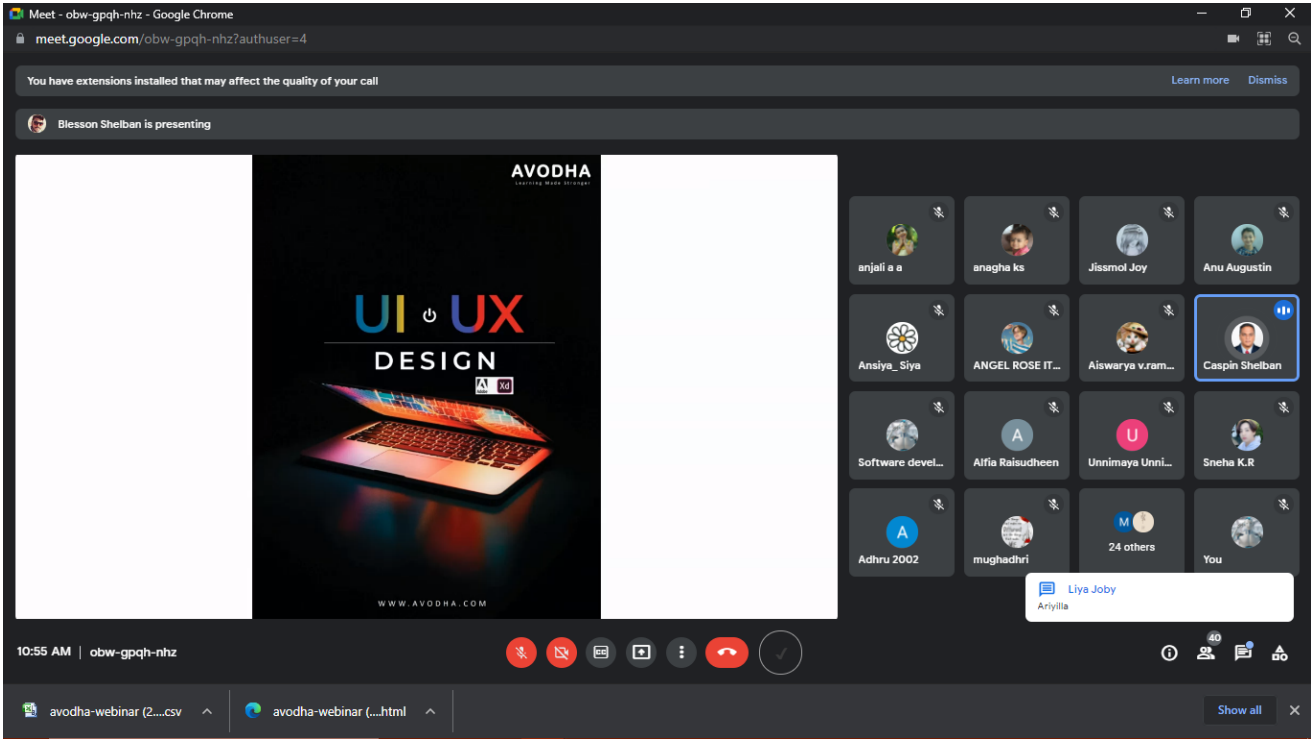 Meet - obw-gpqh-nhz - Google Chrome
meet.google.com/obw-gpqh-nhz?authuser=4
You have extensions installed that may affect the quality of your call
Learn more
Dismiss
Blesson Shelban is presenting
AVODHA
Learning Made Stronger
UI UX
DESIGN
Adobe
Xd
WWW.AVODHA.COM
anjali a a
anagha ks
Jissmol Joy
Anu Augustin
Ansiya_ Siya
ANGEL ROSE IT...
Aiswarya v.ram...
Caspin Shelban
Software devel...
A
Alfia Raisudheen
U
Unnimaya Unni...
Sneha K.R
A
Adhru 2002
mughadhri
M
24 others
You
Liya Joby
Ariyilla
10:55 AM | obw-gpqh-nhz
CC
40
avodha-webinar (2....csv
avodha-webinar (....html
Show all